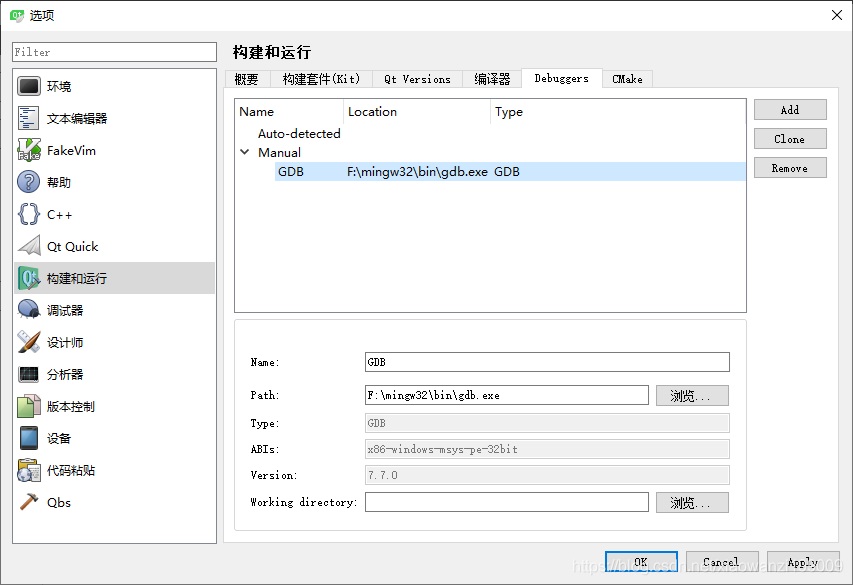 选项
Filter
构建和运行
环境
文本编辑器
FakeVim
帮助
C++
Qt Quick
构建和运行
调试器
设计师
分析器
版本控制
设备
代码粘贴
Qbs
概要 构建套件(Kit) Qt Versions 编译器 Debuggers CMake
Name Location Type
Auto-detected
Manual
GDB F:\mingw32\bin\gdb.exe GDB
Add
Clone
Remove
Name: GDB
Path: F:\mingw32\bin\gdb.exe 浏览...
Type: GDB
ABIs: x86-windows-msys-pe-32bit
Version: 7.7.0
Working directory: 浏览...
OK Cancel Apply